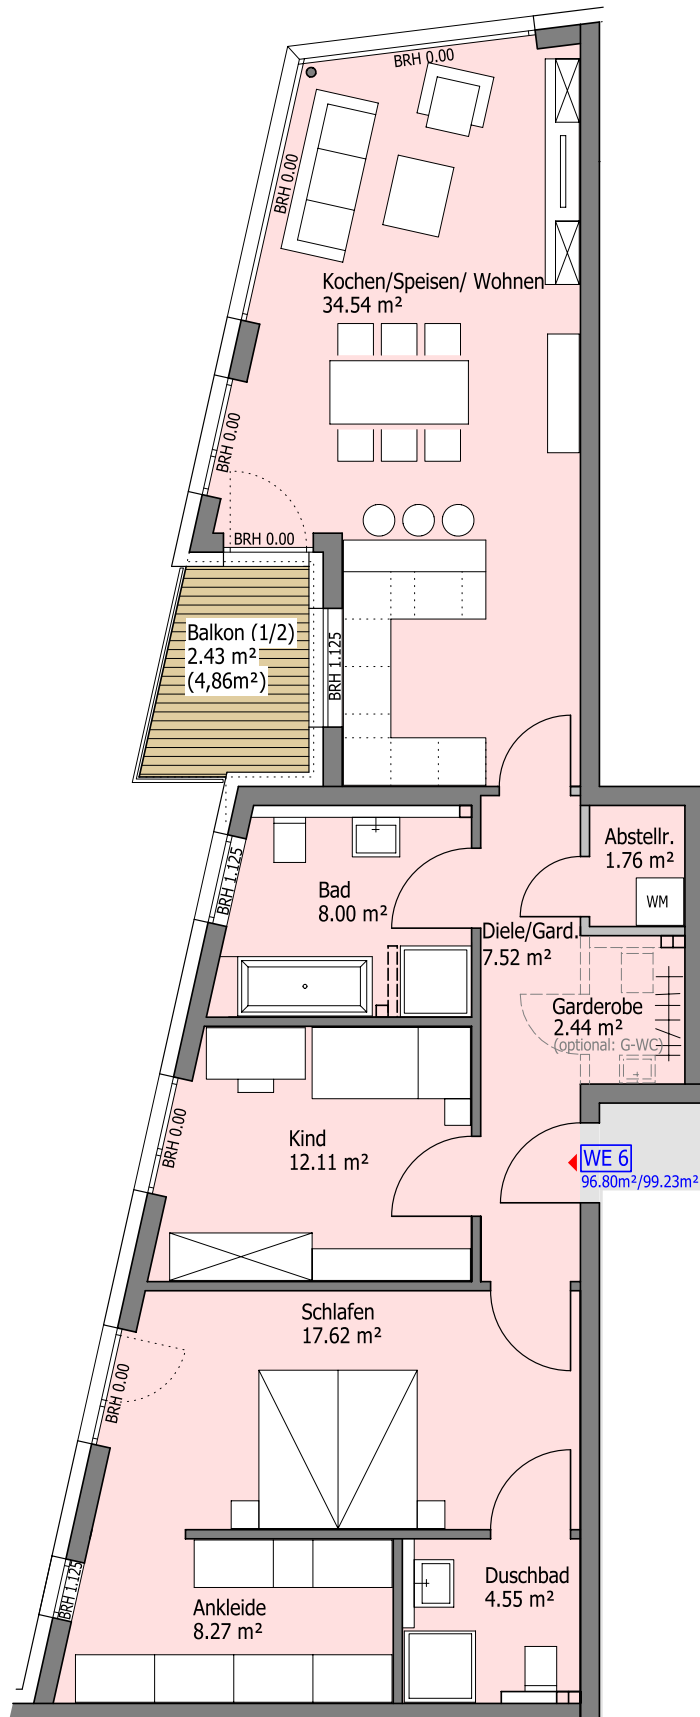 BRH 0.00
BRH 0.00
Kochen/Speisen/ Wohnen
34.54 m²
BRH 0.00
BRH 0.00
Balkon (1/2)
2.43 m²
(4,86m²)
BRH 1.125
BRH 1.125
Abstellr.
1.76 m²
WM
Bad
8.00 m²
Diele/Gard.
7.52 m²
Garderobe
2.44 m²
(optional: G-WC)
BRH 0.00
Kind
12.11 m²
WE 6
96.80m²/99.23m²
Schlafen
17.62 m²
BRH 0.00
BRH 1.125
Ankleide
8.27 m²
Duschbad
4.55 m²